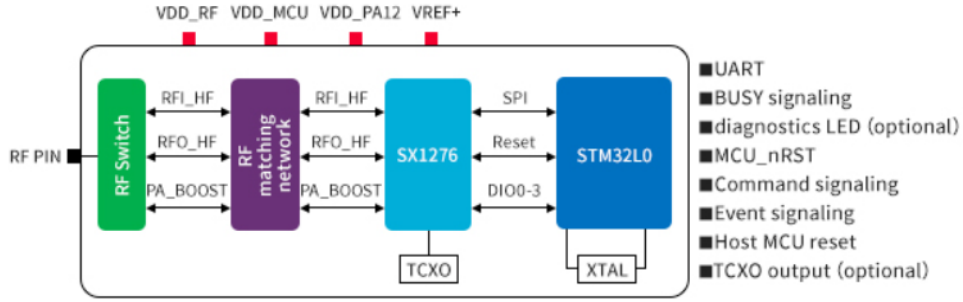 VDD_RF VDD_MCU VDD_PA12 VREF+
RF PIN
RF Switch
RFI_HF
RFO_HF
PA_BOOST
RF
matching
network
RFI_HF
RFO_HF
PA_BOOST
SX1276
TCXO
SPI
Reset
DIO0-3
STM32L0
XTAL
■UART
■BUSY signaling
■diagnostics LED (optional)
■MCU_nRST
■Command signaling
■Event signaling
■Host MCU reset
■TCXO output (optional)